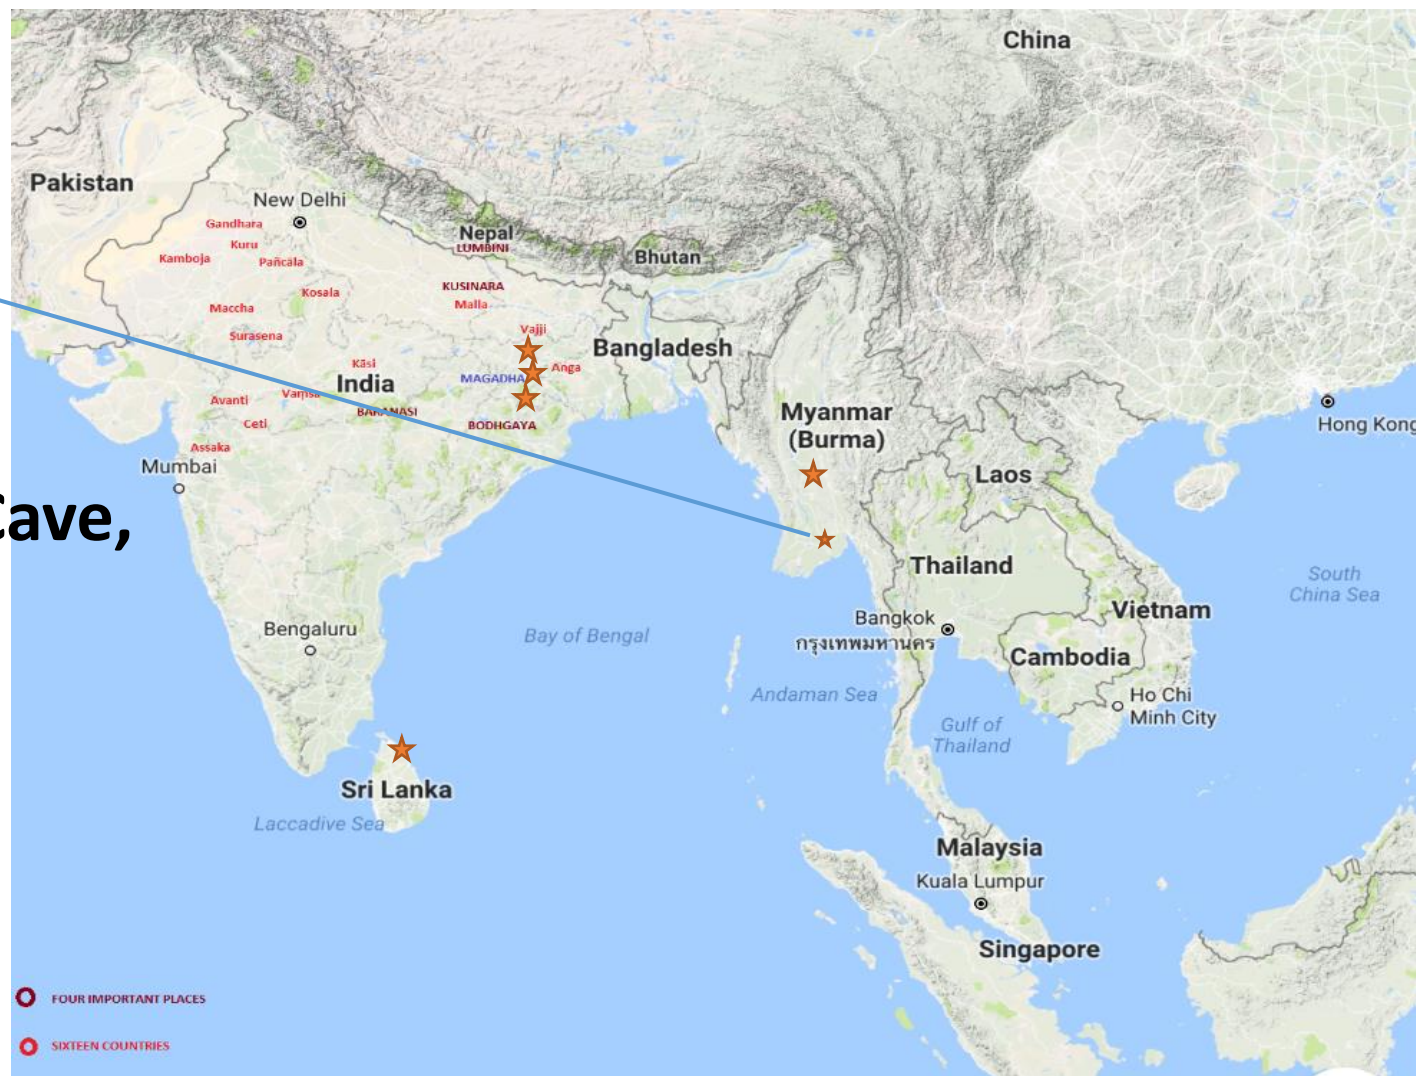 China
Pakistan
New Delhi
Gandhara
Nepal
LUMBINI
Kuru
Bhutan
Kamboja
Pañcāla
KUSINARA
Kosala
Malla
Maccha
Vajji
Surasena
Bangladesh
Kāsi
Anga
MAGADHA
India
Vaṃsa
Avanti
BARANASI
Myanmar
(Burma)
Hong Kong
Ceti
BODHGAYA
Assaka
Mumbai
Laos
Cave,
Thailand
South
China Sea
Vietnam
Bangkok
กรุงเทพมหานคร
Bengaluru
Bay of Bengal
Cambodia
Andaman Sea
Ho Chi
Minh City
Gulf of
Thailand
Sri Lanka
Laccadive Sea
Malaysia
Kuala Lumpur
Singapore
FOUR IMPORTANT PLACES
SIXTEEN COUNTRIES